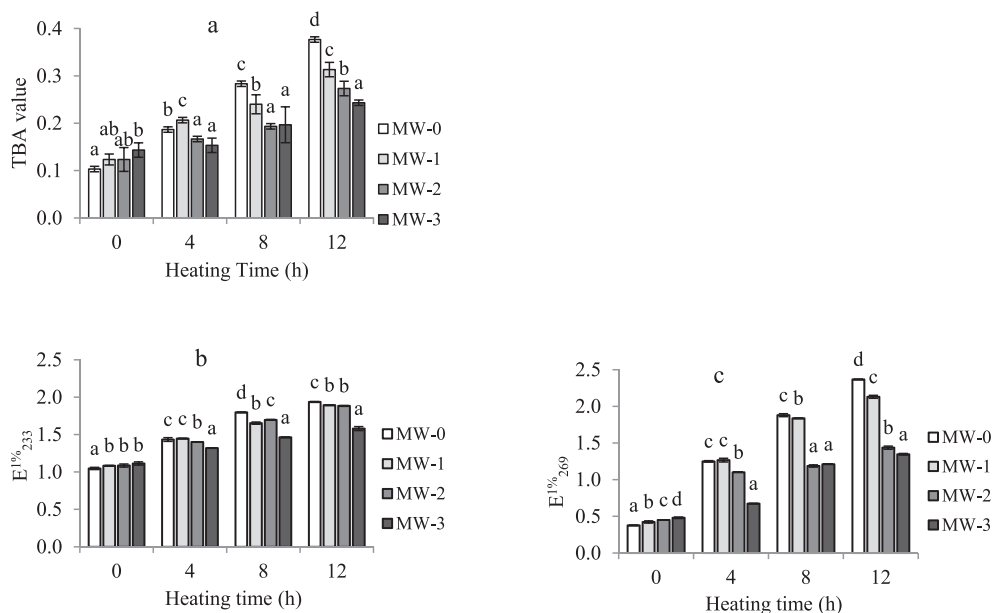 a
TBA value
0.4
0.3
0.2
0.1
0.0
a ab ab b
b c a a
c b a a
d c b a
0 4 8 12
Heating Time (h)
MW-0
MW-1
MW-2
MW-3
b
E1%233
2.5
2.0
1.5
1.0
0.5
0.0
a b b b
c c b a
d b c a
c b b a
0 4 8 12
Heating time (h)
MW-0
MW-1
MW-2
MW-3
c
E1%269
2.5
2.0
1.5
1.0
0.5
0.0
a b c d
c c b a
c b a a
d c b a
0 4 8 12
Heating time (h)
MW-0
MW-1
MW-2
MW-3